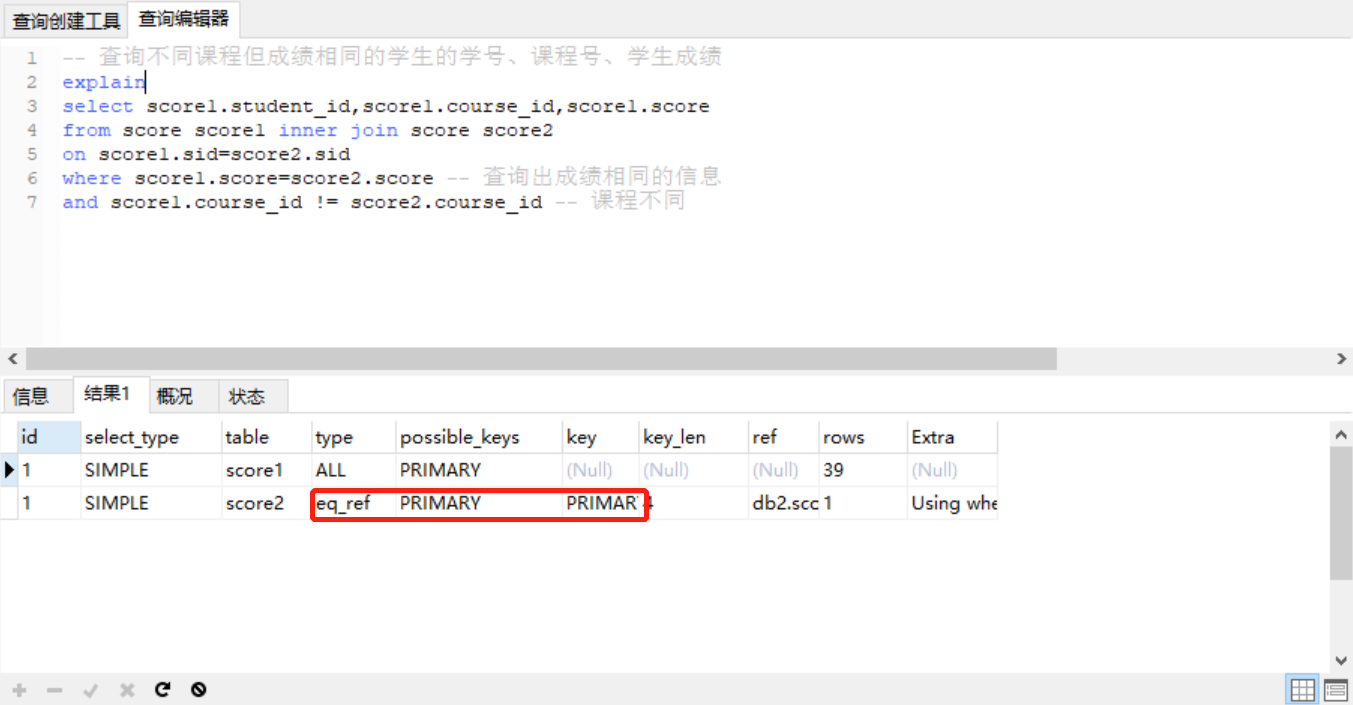 查询创建工具 查询编辑器
1 -- 查询不同课程但成绩相同的学生的学号、课程号、学生成绩
2 explain
3 select score1.student_id,score1.course_id,score1.score
4 from score score1 inner join score score2
5 on score1.sid=score2.sid
6 where score1.score=score2.score -- 查询出成绩相同的信息
7 and score1.course_id != score2.course_id -- 课程不同
信息 结果1 概况 状态
id select_type table type possible_keys key key_len ref rows Extra
1 SIMPLE score1 ALL PRIMARY (Null) (Null) (Null) 39 (Null)
1 SIMPLE score2 eq_ref PRIMARY PRIMAR 4 db2.scc 1 Using whe